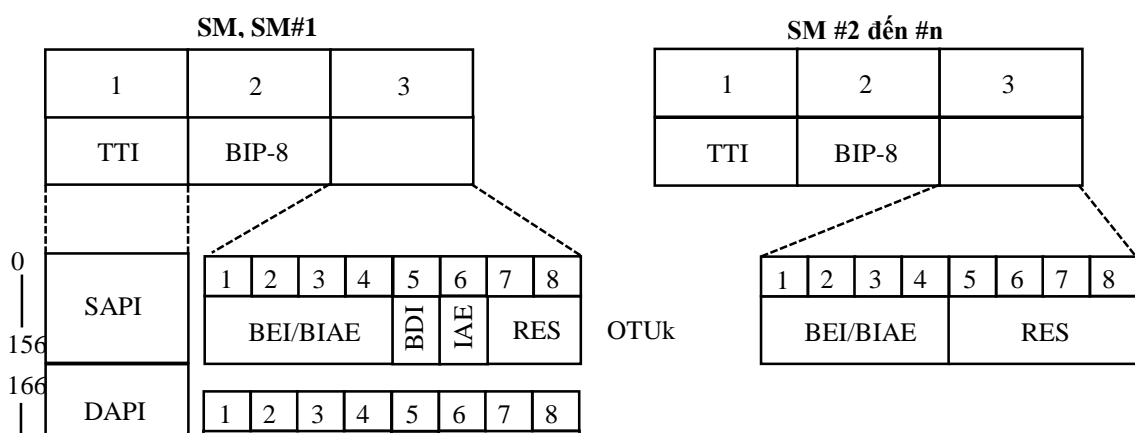 SM, SM#1 SM #2 đến #n
1 2 3 1 2 3
TTI BIP-8 TTI BIP-8
0 1 2 3 4 5 6 7 8 1 2 3 4 5 6 7 8
SAPI BEI/BIAE BDI IAE RES OTUk BEI/BIAE RES
156
166
DAPI 1 2 3 4 5 6 7 8